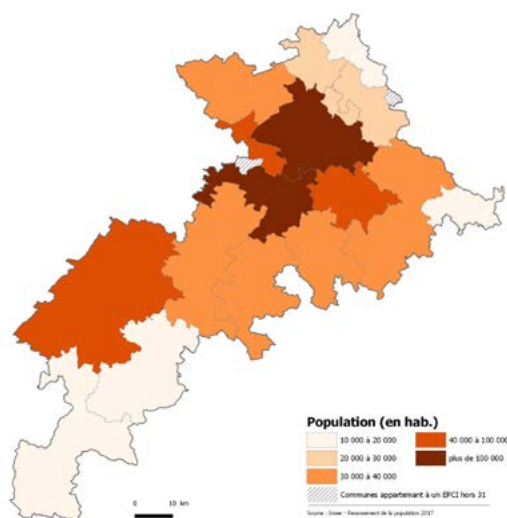 Population (en hab.)
10 000 à 20 000
40 000 à 100 000
20 000 à 30 000
plus de 100 000
30 000 à 40 000
Communes appartenant à un EPCI hors 31
0 10 km
Source : Insee - Recensement de la population 2017